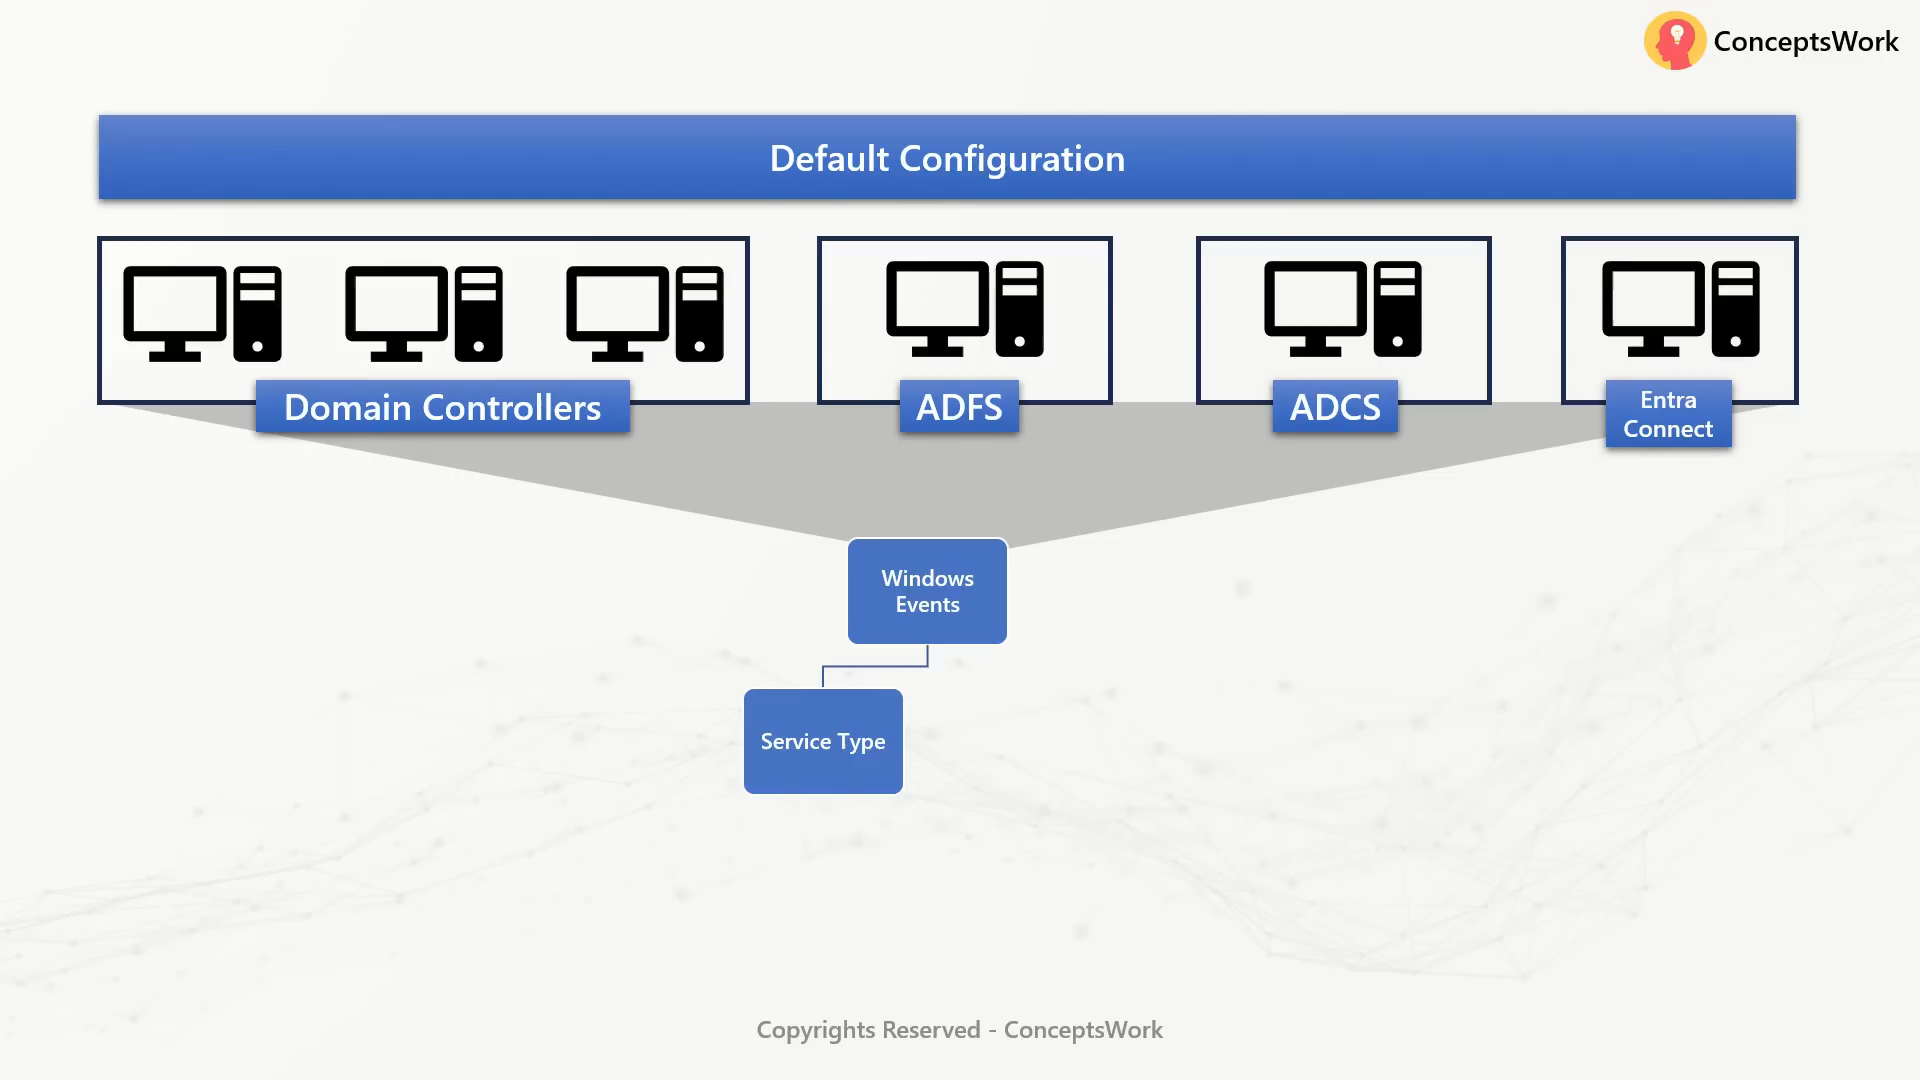 ConceptsWork
Default Configuration
Domain Controllers
ADFS
ADCS
Entra
Connect
Windows
Events
Service Type
Copyrights Reserved - ConceptsWork